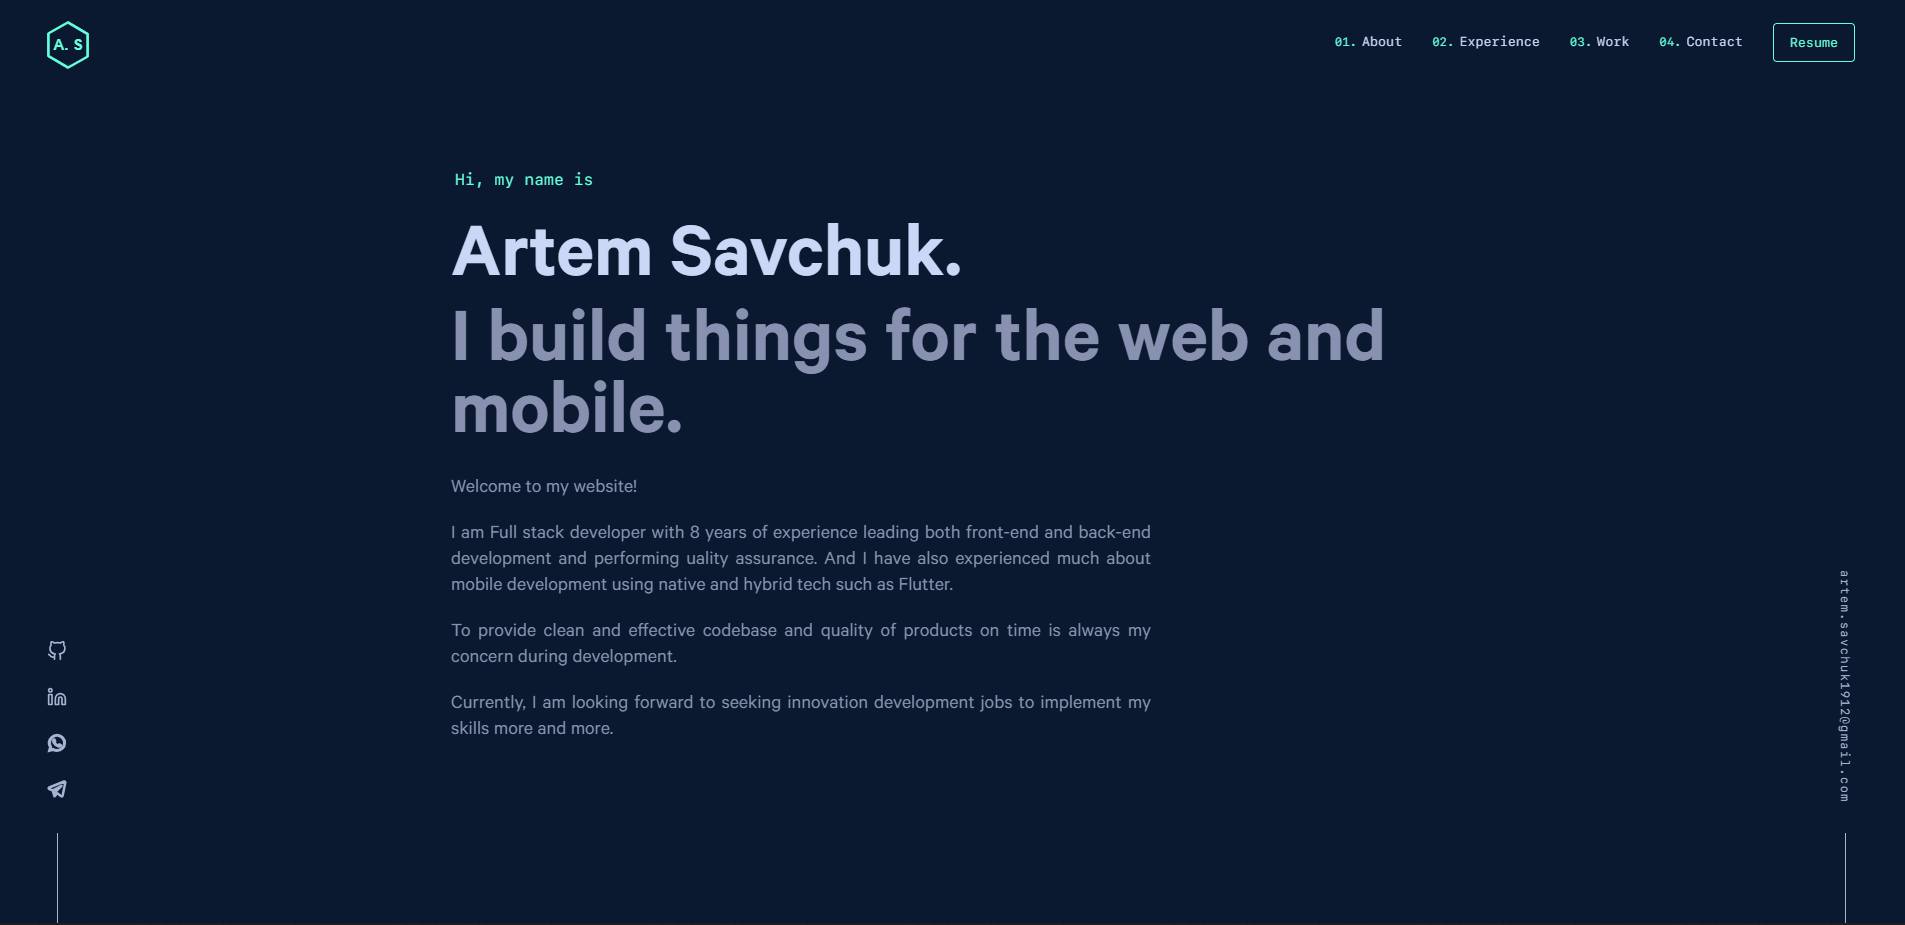 A. S
01. About 02. Experience 03. Work 04. Contact Resume
Hi, my name is
Artem Savchuk.
I build things for the web and
mobile.
Welcome to my website!
I am Full stack developer with 8 years of experience leading both front-end and back-end
development and performing uality assurance. And I have also experienced much about
mobile development using native and hybrid tech such as Flutter.
To provide clean and effective codebase and quality of products on time is always my
concern during development.
Currently, I am looking forward to seeking innovation development jobs to implement my
skills more and more.
artem.savchuk1912@gmail.com